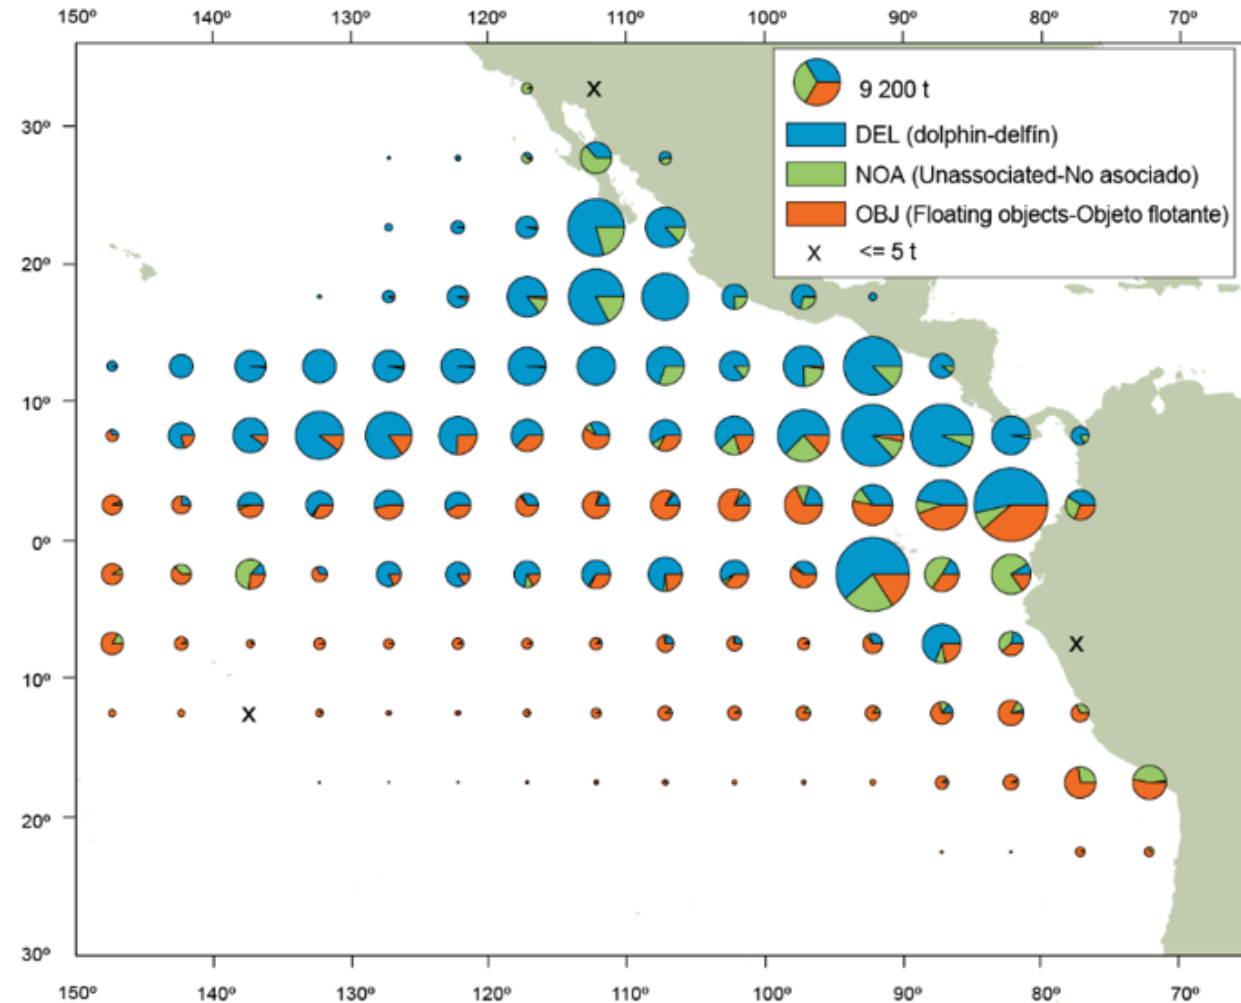 150º 140º 130º 120º 110º 100º 90º 80º 70º
9 200 t
DEL (dolphin-delfín)
NOA (Unassociated-No asociado)
OBJ (Floating objects-Objeto flotante)
x <= 5 t
x
30º
20º
10º
0º
x
10º
x
20º
30º
150º 140º 130º 120º 110º 100º 90º 80º 70º